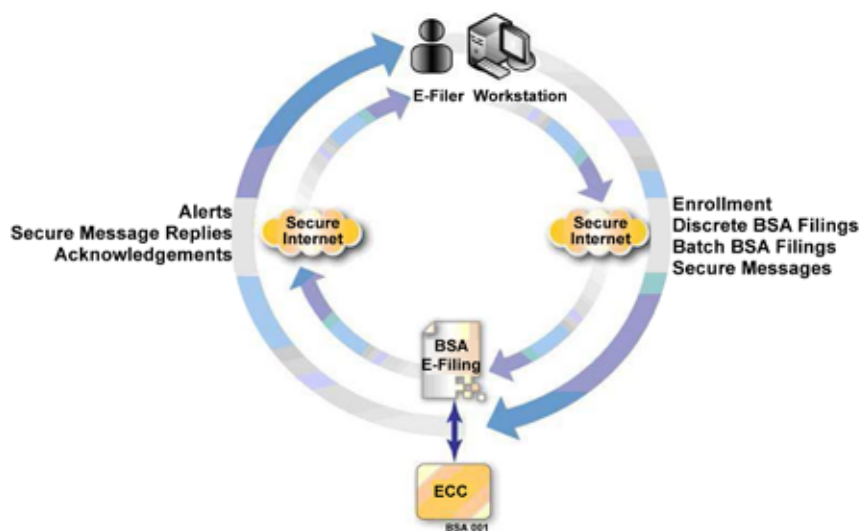 E-Filer Workstation
Alerts
Secure Message Replies
Acknowledgements
Secure
Internet
Secure
Internet
Enrollment
Discrete BSA Filings
Batch BSA Filings
Secure Messages
BSA
E-Filing
ECC
BSA 001